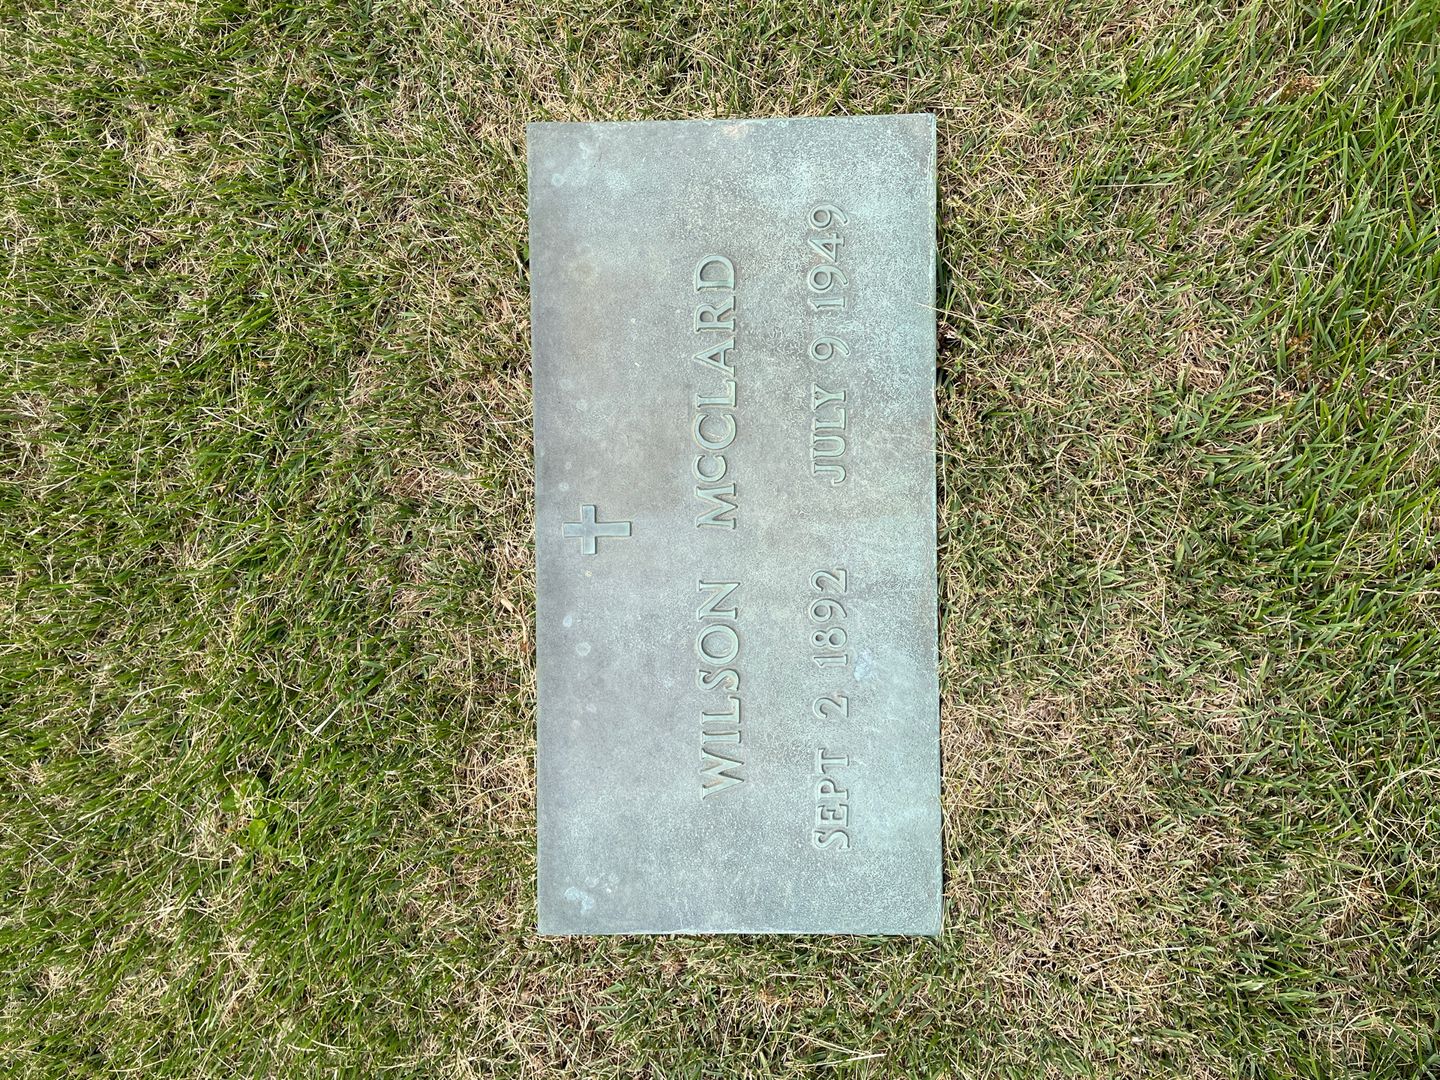 WILSON MCCLARD
SEPT 2 1892 JULY 9 1949